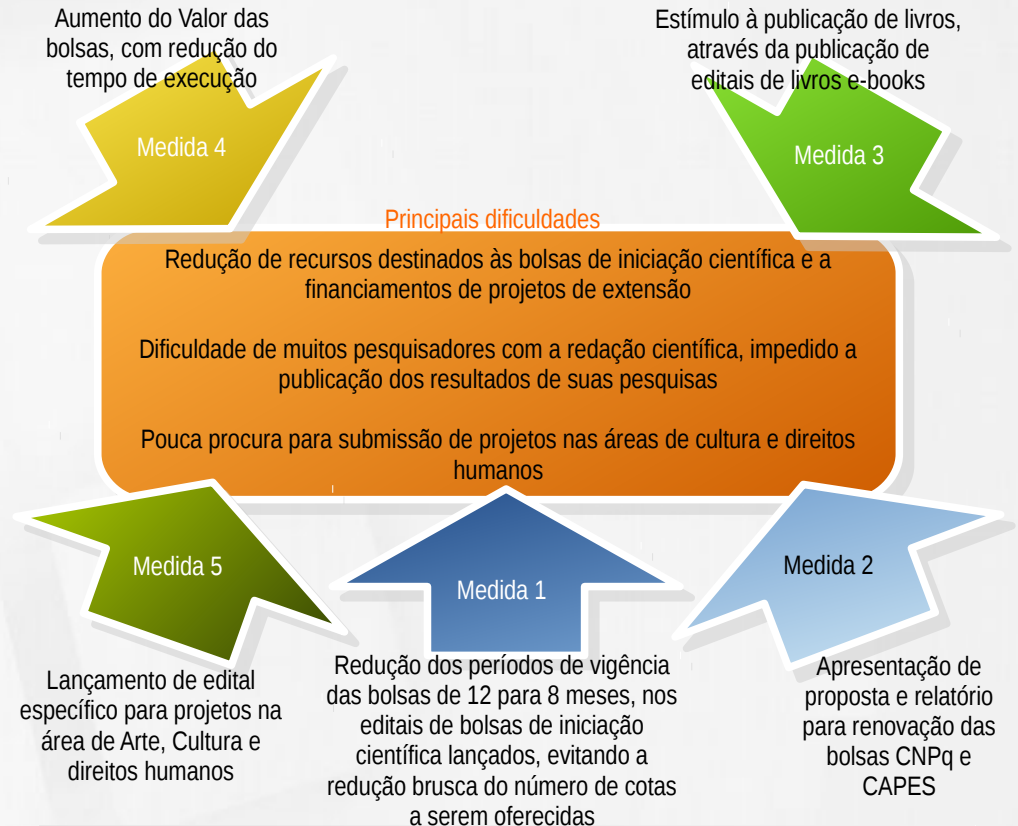 Aumento do Valor das
bolsas, com redução do
tempo de execução
Medida 4
Estímulo à publicação de livros,
através da publicação de
editais de livros e-books
Medida 3
Principais dificuldades
Redução de recursos destinados às bolsas de iniciação científica e a
financiamentos de projetos de extensão
Dificuldade de muitos pesquisadores com a redação científica, impedido a
publicação dos resultados de suas pesquisas
Pouca procura para submissão de projetos nas áreas de cultura e direitos
humanos
Medida 5
Lançamento de edital
específico para projetos na
área de Arte, Cultura e
direitos humanos
Medida 1
Redução dos períodos de vigência
das bolsas de 12 para 8 meses, nos
editais de bolsas de iniciação
científica lançados, evitando a
redução brusca do número de cotas
a serem oferecidas
Medida 2
Apresentação de
proposta e relatório
para renovação das
bolsas CNPq e
CAPES